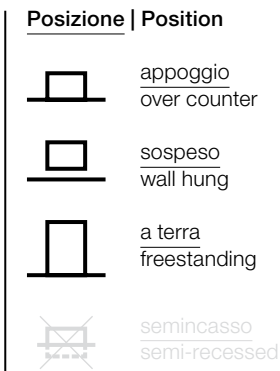 Posizione | Position
appoggio
over counter
sospeso
wall hung
a terra
freestanding
semincasso
semi-recessed